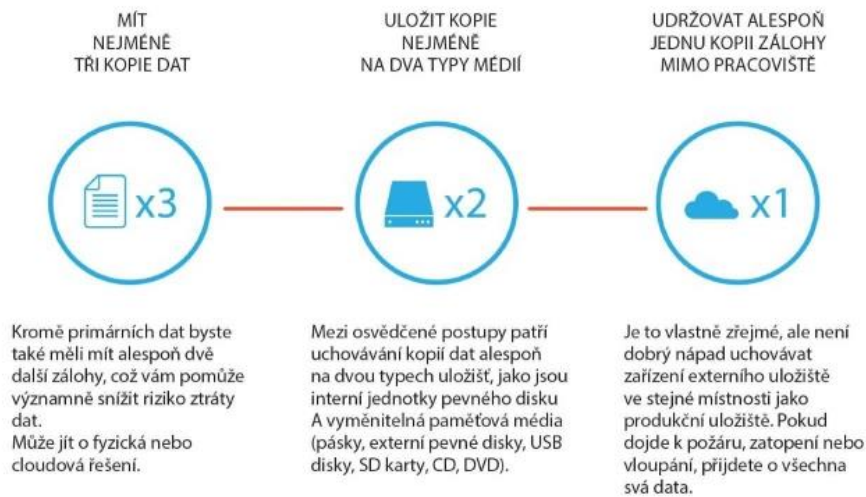 MÍT
NEJMÉNĚ
TŘI KOPIE DAT
ULOŽIT KOPIE
NEJMÉNĚ
NA DVA TYPY MÉDIÍ
UDRŽOVAT ALESPOŇ
JEDNU KOPII ZÁLOHY
MIMO PRACOVIŠTĚ
x3
x2
x1
Kromě primárních dat byste
také měli mít alespoň dvě
další zálohy, což vám pomůže
významně snížit riziko ztráty
dat.
Může jít o fyzická nebo
cloudová řešení.
Mezi osvědčené postupy patří
uchovávání kopií dat alespoň
na dvou typech uložišť, jako jsou
interní jednotky pevného disku
A vyměnitelná paměťová média
(pásky, externí pevné disky, USB
disky, SD karty, CD, DVD).
Je to vlastně zřejmé, ale není
dobrý nápad uchovávat
zařízení externího uložiště
ve stejné místnosti jako
produkční uložiště. Pokud
dojde k požáru, zatopení nebo
vloupání, přijdete o všechna
svá data.